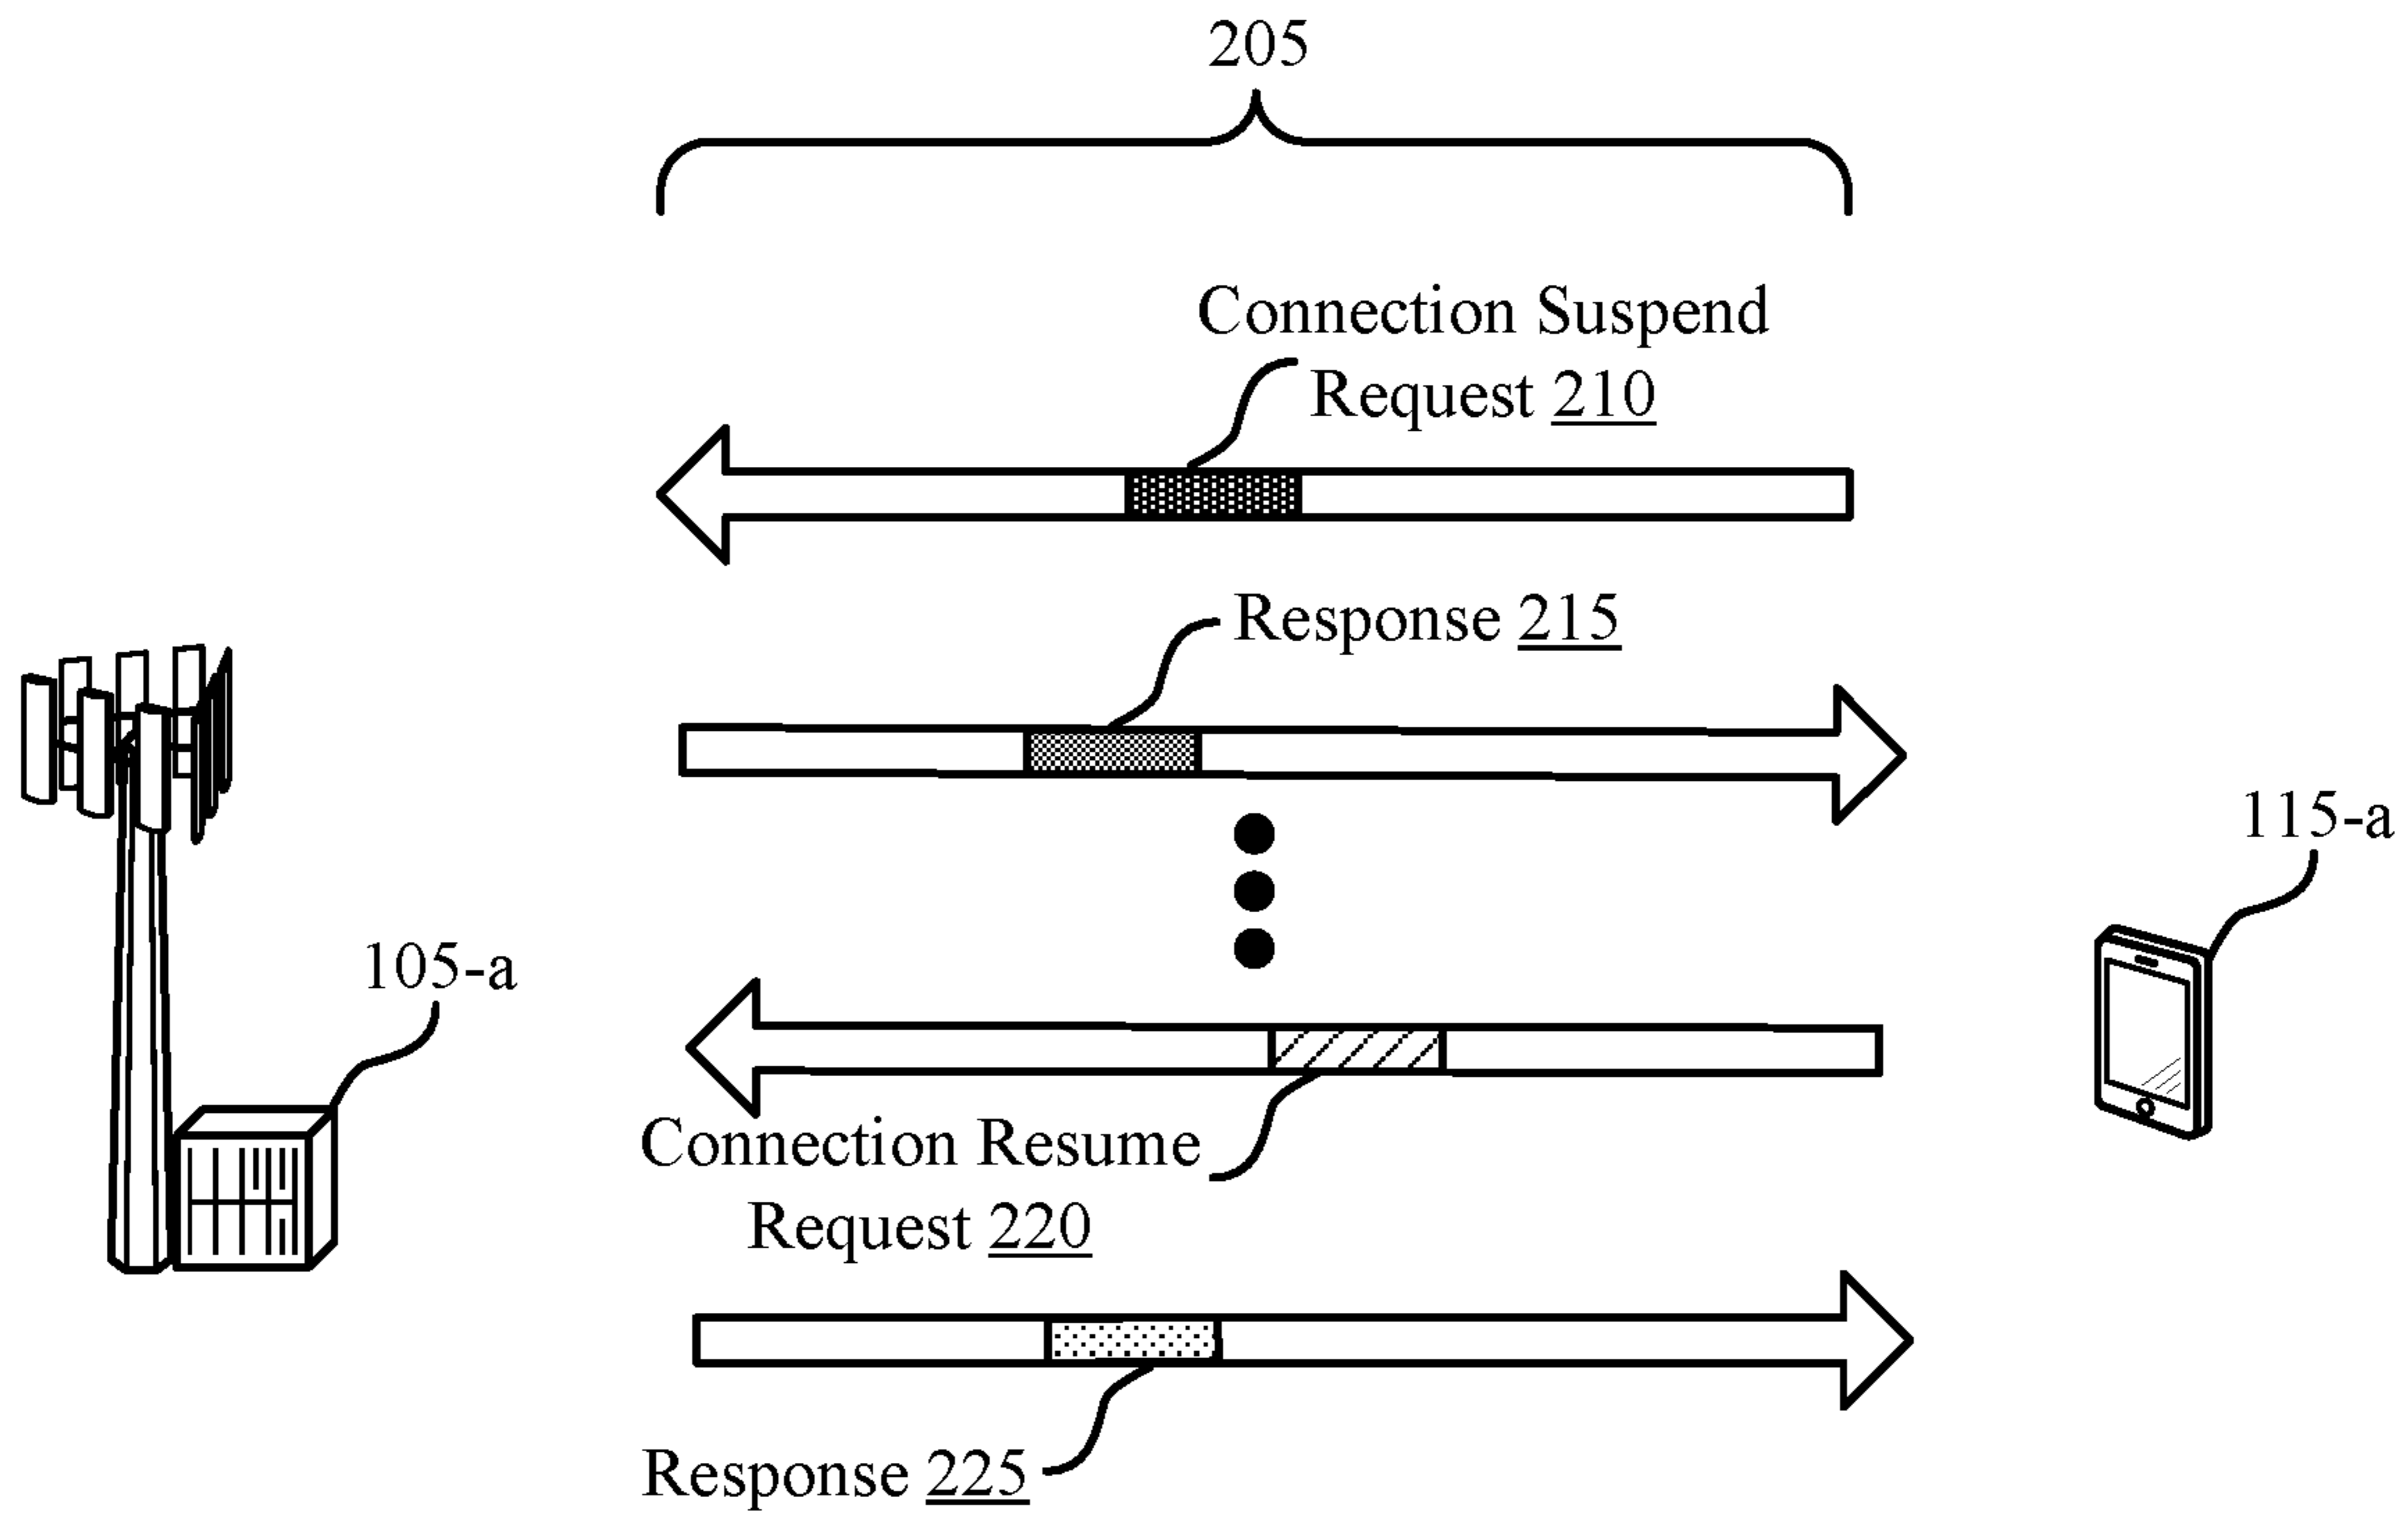 205
Connection Suspend
Request 210
Response 215
115-a
105-a
Connection Resume
Request 220
Response 225